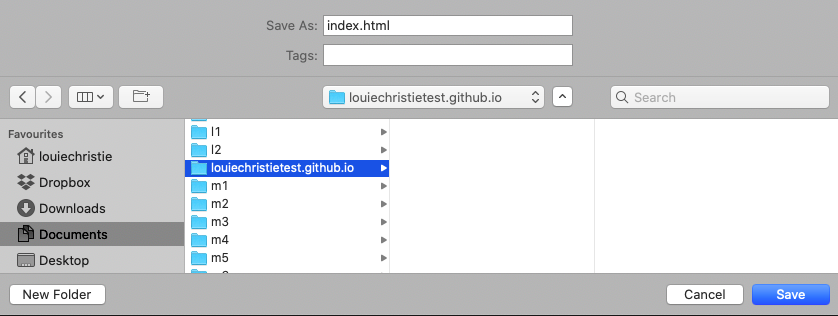 Save As: index.html
Tags:
louiechristietest.github.io
Search
Favourites
louiechristie
Dropbox
Downloads
Documents
Desktop
l1
l2
louiechristietest.github.io
m1
m2
m3
m4
m5
New Folder
Cancel
Save